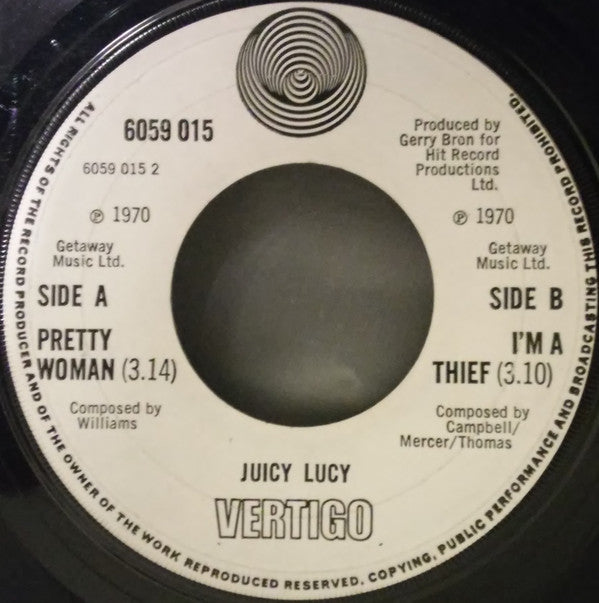 6059 015
6059 015 2
℗ 1970
Getaway
Music Ltd.
SIDE A
PRETTY
WOMAN (3.14)
Composed by
Williams
Produced by
Gerry Bron for
Hit Record
Productions
Ltd.
℗ 1970
Getaway
Music Ltd.
SIDE B
I'M A
THIEF (3.10)
Composed by
Campbell/
Mercer/Thomas
JUICY LUCY
VERTIGO
ALL RIGHTS OF THE RECORD PRODUCER AND OF THE OWNER OF THE WORK REPRODUCED RESERVED. COPYING, PUBLIC PERFORMANCE AND BROADCASTING THIS RECORD PROHIBITED.